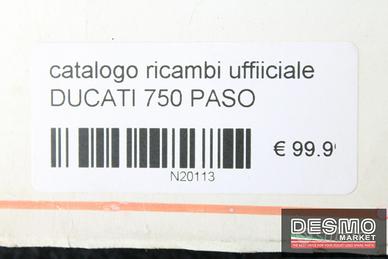 catalogo ricambi uffiiciale
DUCATI 750 PASO
€ 99.9
N20113
DESMO
MARKET